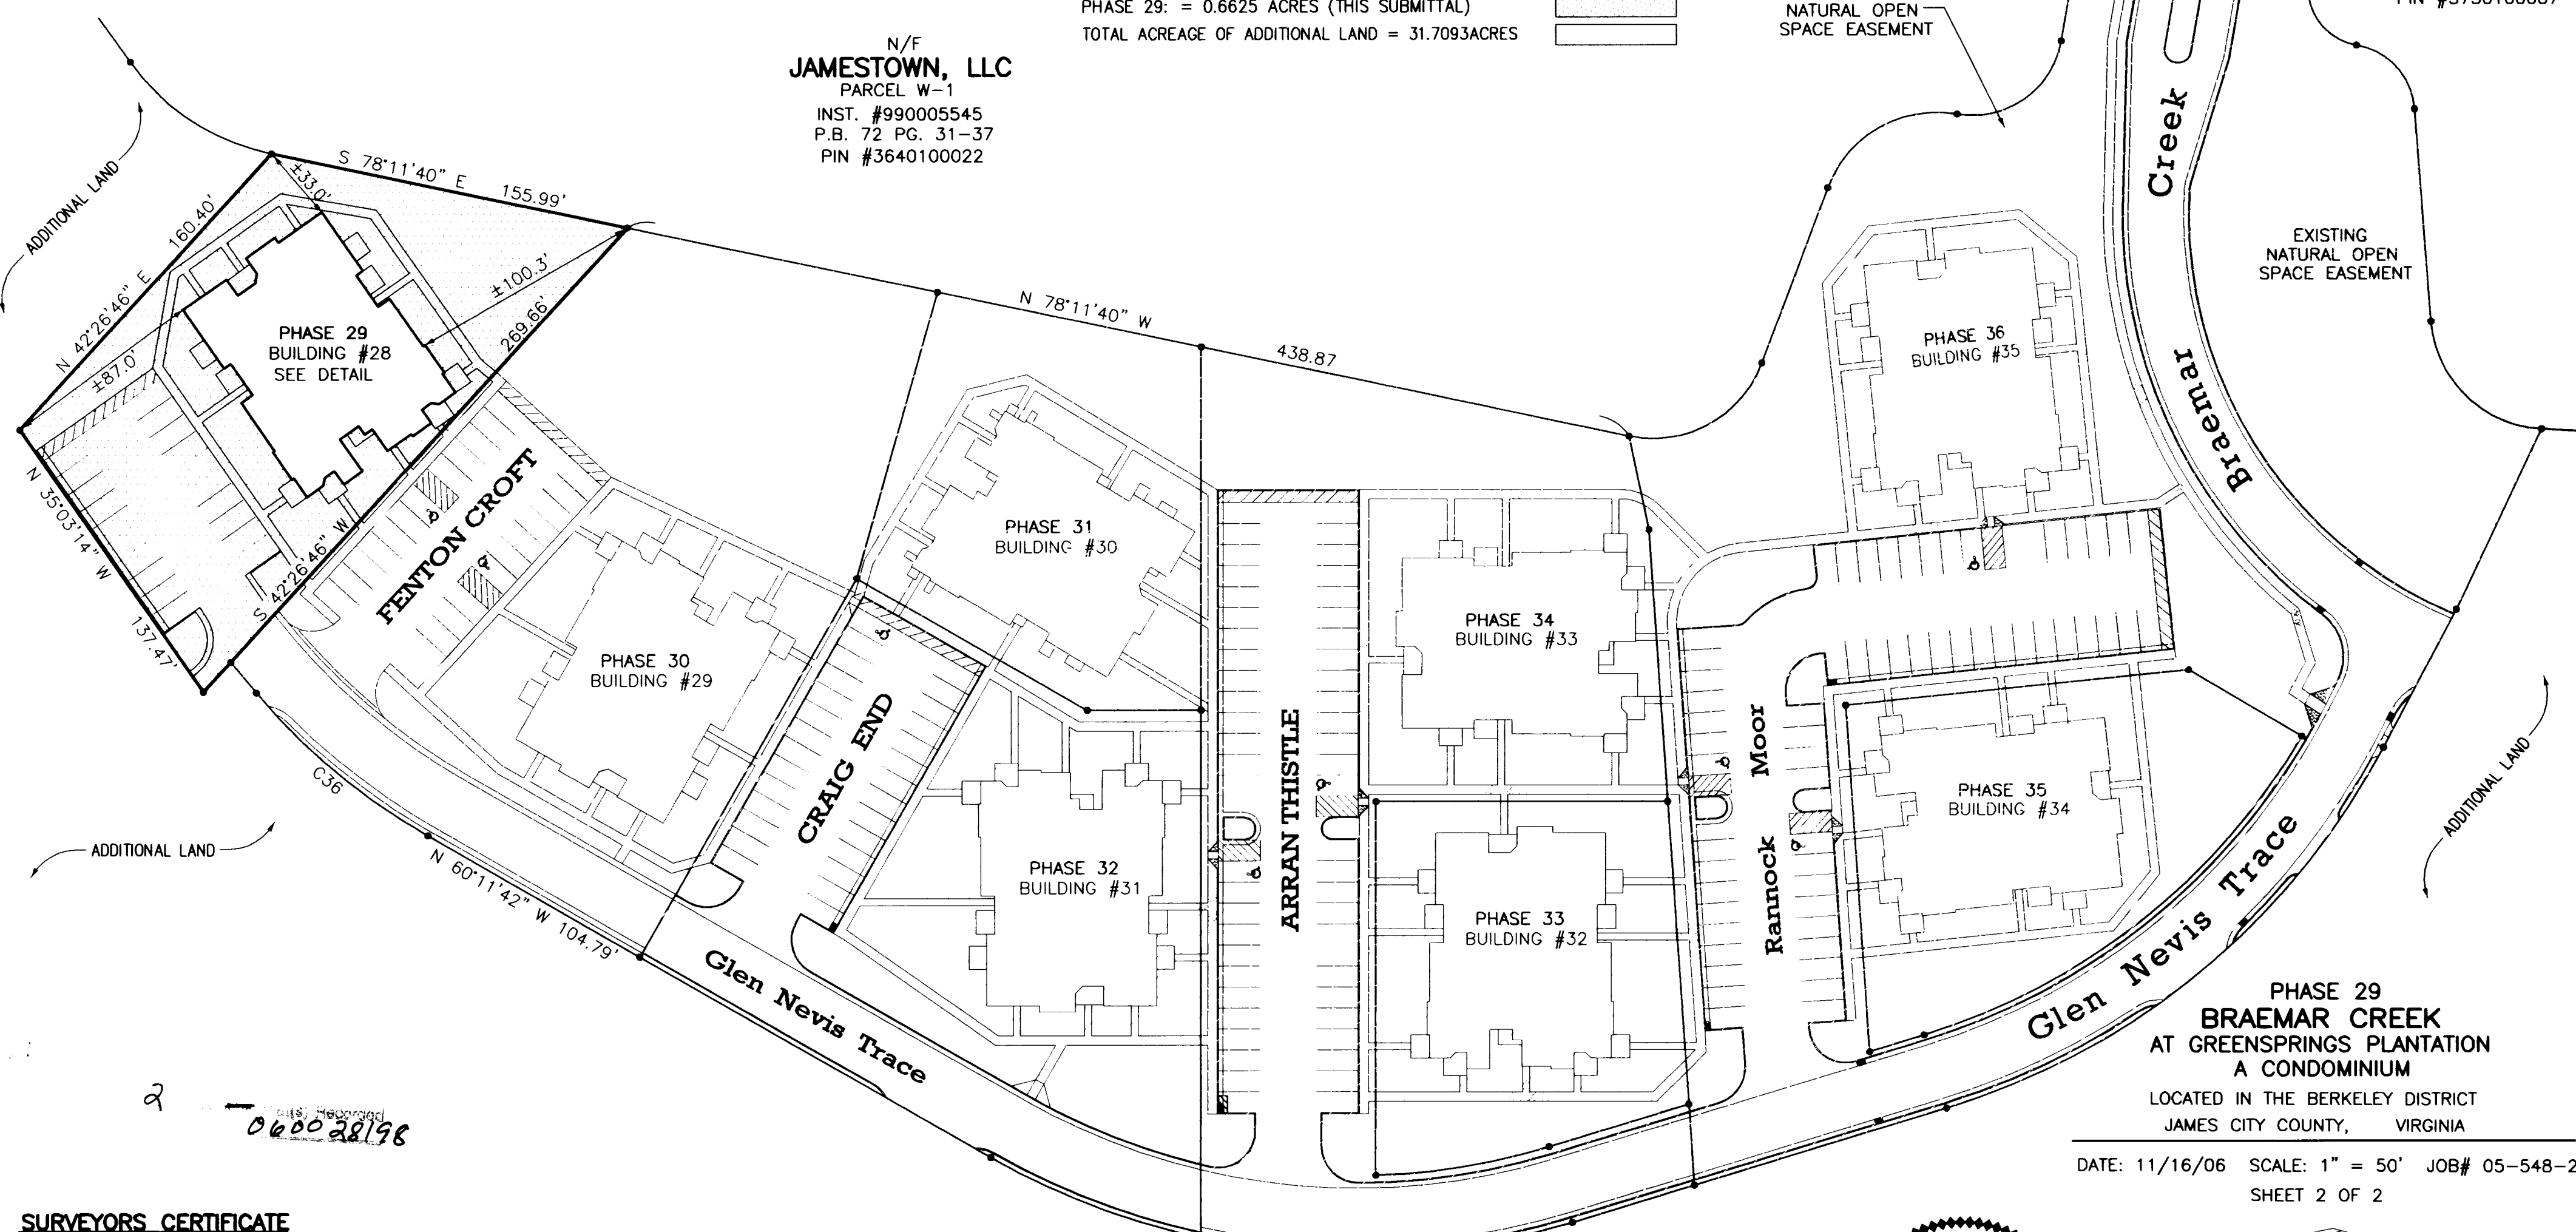 PHASE 29: = 0.6625 ACRES (THIS SUBMITTAL)
TOTAL ACREAGE OF ADDITIONAL LAND = 31.7093ACRES
NATURAL OPEN
SPACE EASEMENT
N/F
JAMESTOWN, LLC
PARCEL W-1
INST. #990005545
P.B. 72 PG. 31-37
PIN #3640100022
ADDITIONAL LAND
S 78°11'40" E 155.99'
±33.0'
160.40'
N 42°26'46" E
±100.3'
269.66'
±87.0'
PHASE 29
BUILDING #28
SEE DETAIL
N 78°11'40" W
438.87
Creek
Braemar
EXISTING
NATURAL OPEN
SPACE EASEMENT
PHASE 36
BUILDING #35
N 35°03'14" W
137.47'
S 42°26'46" W
FENTON CROFT
PHASE 31
BUILDING #30
PHASE 30
BUILDING #29
PHASE 34
BUILDING #33
CRAIG END
ARRAN THISTLE
Rannock Moor
C36
ADDITIONAL LAND
N 60°11'42" W 104.79'
PHASE 32
BUILDING #31
PHASE 33
BUILDING #32
PHASE 35
BUILDING #34
ADDITIONAL LAND
Glen Nevis Trace
Glen Nevis Trace
PHASE 29
BRAEMAR CREEK
AT GREENSPRINGS PLANTATION
A CONDOMINIUM
LOCATED IN THE BERKELEY DISTRICT
JAMES CITY COUNTY, VIRGINIA
DATE: 11/16/06 SCALE: 1" = 50' JOB# 05-548-2
SHEET 2 OF 2
2
Recorded
060028198
SURVEYORS CERTIFICATE